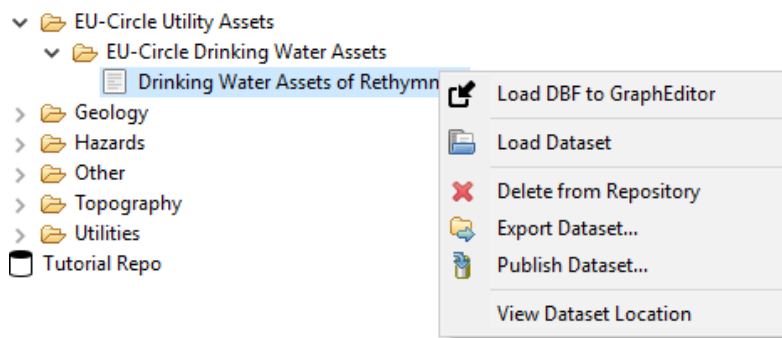 EU-Circle Utility Assets
EU-Circle Drinking Water Assets
Drinking Water Assets of Rethymn
Geology
Hazards
Other
Topography
Utilities
Tutorial Repo
Load DBF to GraphEditor
Load Dataset
Delete from Repository
Export Dataset...
Publish Dataset...
View Dataset Location